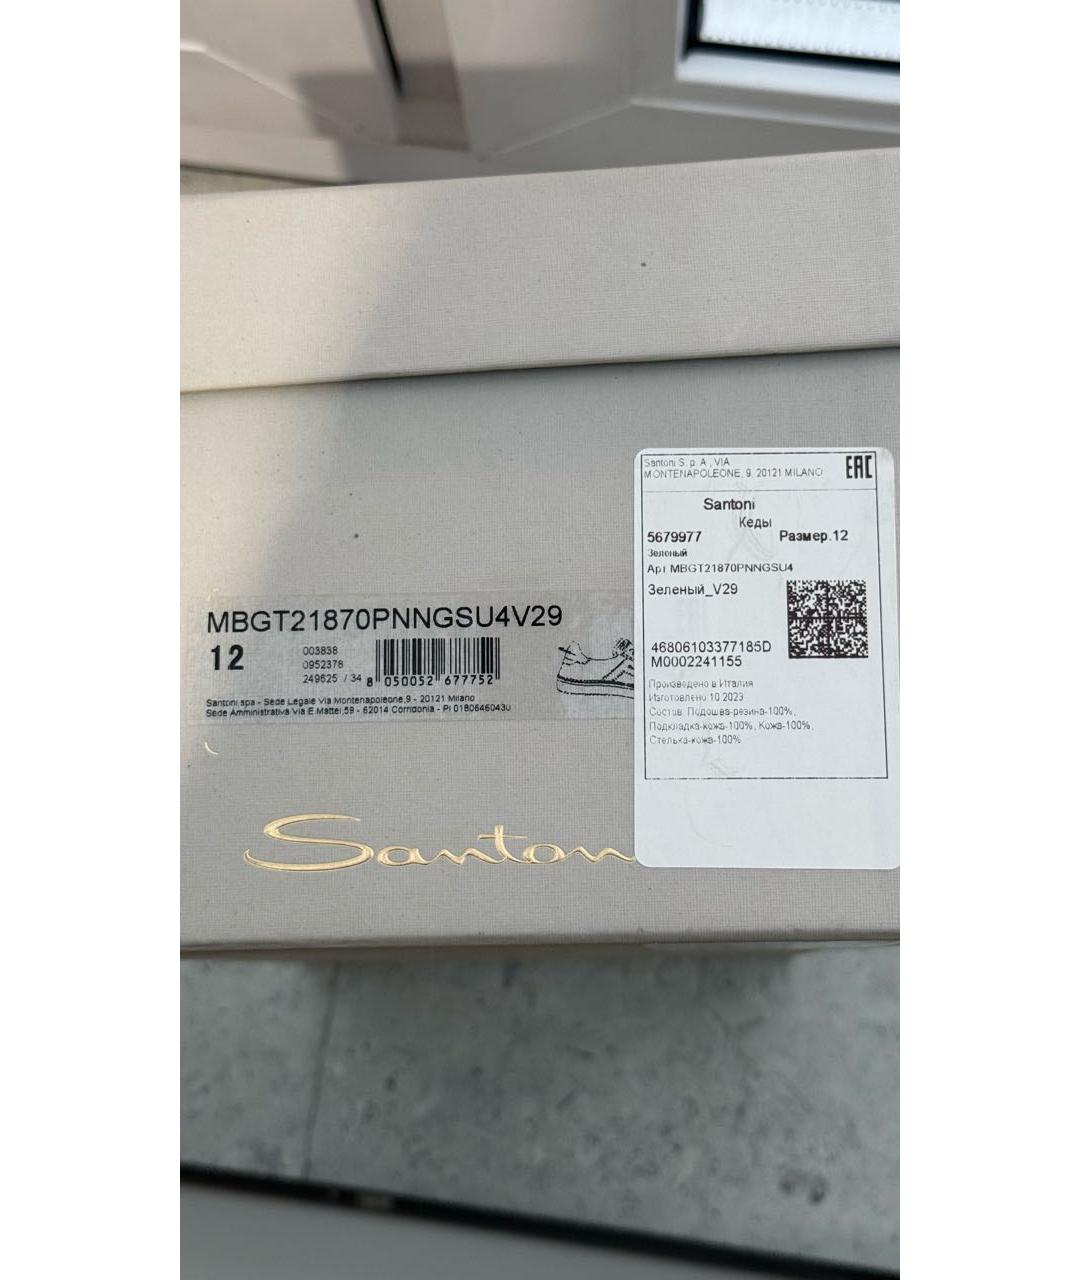 Santoni S. p. A., VIA
MONTENAPOLEONE, 9, 20121 MILANO
EAC
Santoni
Кеды
5679977 Размер.12
Зеленый
Арт MBGT21870PNNGSU4
Зеленый_V29
46806103377185D
M0002241155
Произведено в Италия
Изготовлено 10.2023
Состав: Подошва-резина-100%,
Подкладка-кожа-100%, Кожа-100%,
Стелька-кожа-100%
MBGT21870PNNGSU4V29
12
003838
0952378
249625 / 34
8 050052 677752
Santoni spa - Sede Legale Via Montenapoleone,9 - 20121 Milano
Sede Amministrativa Via E.Mattei,59 - 62014 Corridonia - PI 0180646043
Santon